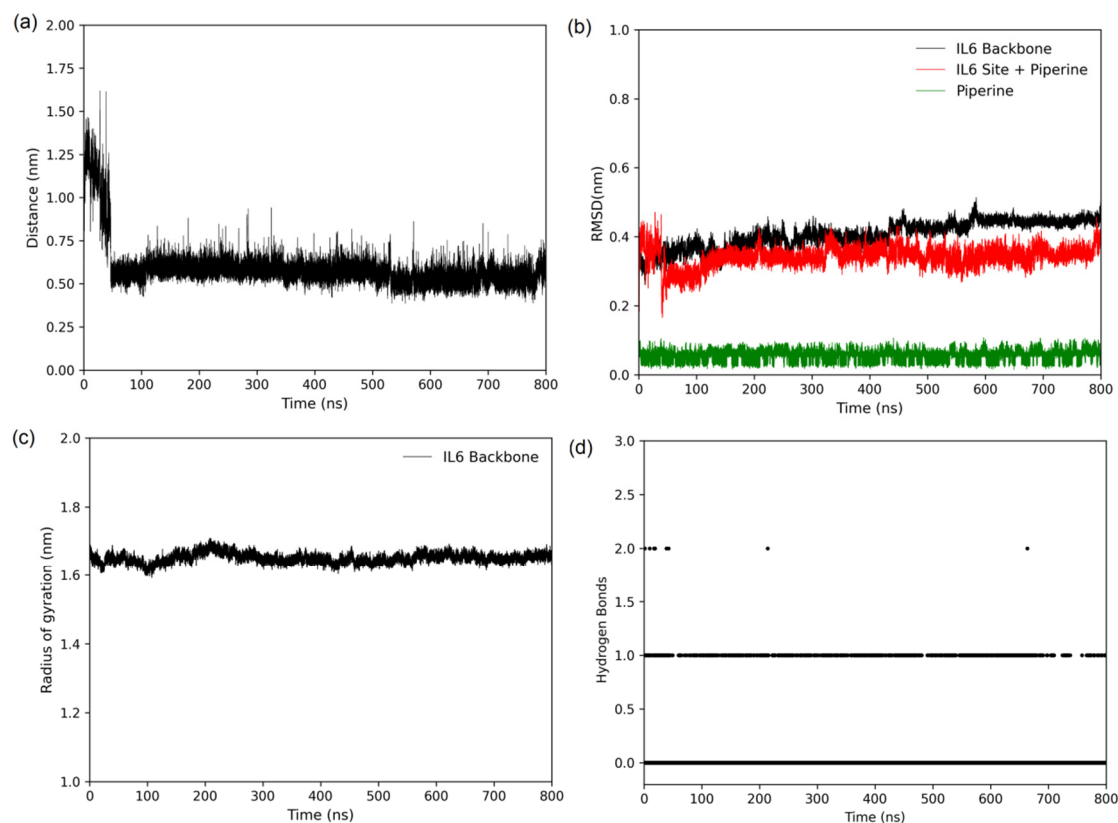 (a)
2.00
1.75
1.50
1.25
1.00
0.75
0.50
0.25
0.00
Distance (nm)
0 100 200 300 400 500 600 700 800
Time (ns)
(b)
1.0
0.8
0.6
0.4
0.2
0.0
RMSD(nm)
IL6 Backbone
IL6 Site + Piperine
Piperine
0 100 200 300 400 500 600 700 800
Time (ns)
(c)
2.0
1.8
1.6
1.4
1.2
1.0
Radius of gyration (nm)
IL6 Backbone
0 100 200 300 400 500 600 700 800
Time (ns)
(d)
3.0
2.5
2.0
1.5
1.0
0.5
0.0
Hydrogen Bonds
0 100 200 300 400 500 600 700 800
Time (ns)